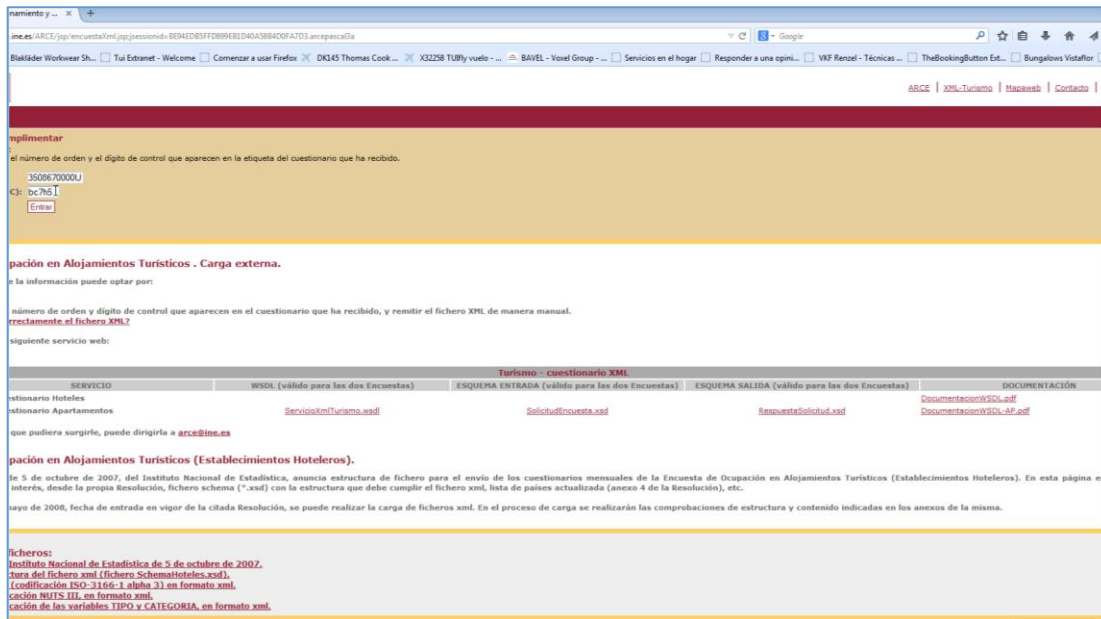 namiento y ... × +
.ine.es/ARCE/jsp/encuestaXml.jsp;jsessionid=BE94ED85FFD899EB1D40A5884D0FA7D3.arcepascal3a
Google
Blakläder Workwear Sh... Tui Extranet - Welcome Comenzar a usar Firefox DK145 Thomas Cook ... X32258 TUIfly vuelo - ... BAVEL - Voxel Group - ... Servicios en el hogar Responder a una opini... VKF Renzel - Técnicas ... TheBookingButton Ext... Bungalows Vistaflor
ARCE | XML-Turismo | Mapaweb | Contacto |
mplimentar
:
el número de orden y el dígito de control que aparecen en la etiqueta del cuestionario que ha recibido.
3508670000U
C): bc7h5
Entrar
pación en Alojamientos Turísticos . Carga externa.
e la información puede optar por:
número de orden y dígito de control que aparecen en el cuestionario que ha recibido, y remitir el fichero XML de manera manual.
rrectamente el fichero XML?
siguiente servicio web:
Turismo - cuestionario XML
SERVICIO WSDL (válido para las dos Encuestas) ESQUEMA ENTRADA (válido para las dos Encuestas) ESQUEMA SALIDA (válido para las dos Encuestas) DOCUMENTACIÓN
stionario Hoteles DocumentacionWSDL.pdf
stionario Apartamentos ServicioXmlTurismo.wsdl SolicitudEncuesta.xsd RespuestaSolicitud.xsd DocumentacionWSDL-AP.pdf
que pudiera surgirle, puede dirigirla a arce@ine.es
pación en Alojamientos Turísticos (Establecimientos Hoteleros).
de 5 de octubre de 2007, del Instituto Nacional de Estadística, anuncia estructura de fichero para el envío de los cuestionarios mensuales de la Encuesta de Ocupación en Alojamientos Turísticos (Establecimientos Hoteleros). En esta página e
interés, desde la propia Resolución, fichero schema (*.xsd) con la estructura que debe cumplir el fichero xml, lista de países actualizada (anexo 4 de la Resolución), etc.
ayo de 2008, fecha de entrada en vigor de la citada Resolución, se puede realizar la carga de ficheros xml. En el proceso de carga se realizarán las comprobaciones de estructura y contenido indicadas en los anexos de la misma.
ficheros:
Instituto Nacional de Estadística de 5 de octubre de 2007.
tura del fichero xml (fichero SchemaHoteles.xsd).
(codificación ISO-3166-1 alpha 3) en formato xml.
cación NUTS III, en formato xml.
cación de las variables TIPO y CATEGORIA, en formato xml.